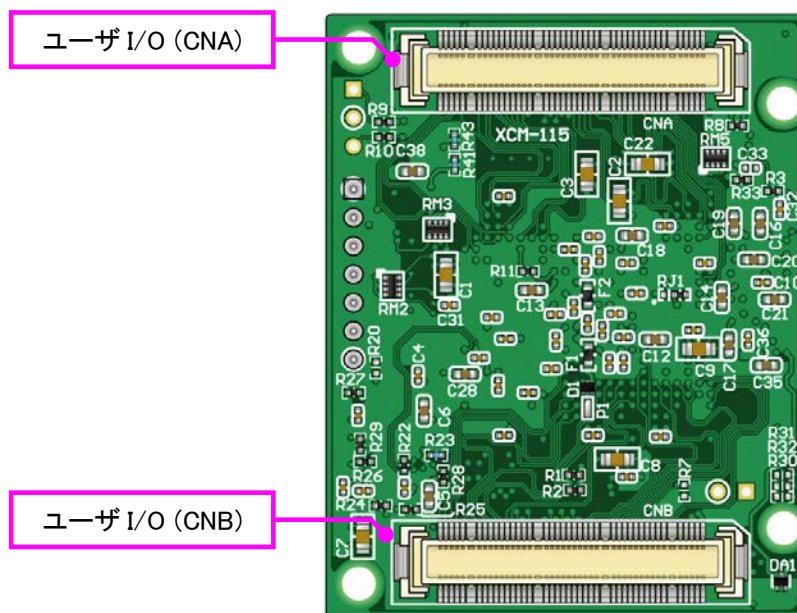 ユーザ I/O (CNA)
CNA
XCM-115
R9
R10
C38
R43
R41
R8
RM5
C22
C2
C3
C33
R33
R3
C32
RM3
C19
C16
C18
C20
R11
C1
C13
C31
RM2
F2
RJ1
C14
C10
C21
R20
C4
F1
C12
C9
C17
C36
C35
R27
C28
D1
P1
C6
R29
R22
R23
R26
R28
R24
C5
R25
R1
R2
C8
R7
R31
R32
R30
ユーザ I/O (CNB)
CNB
C7
DA1